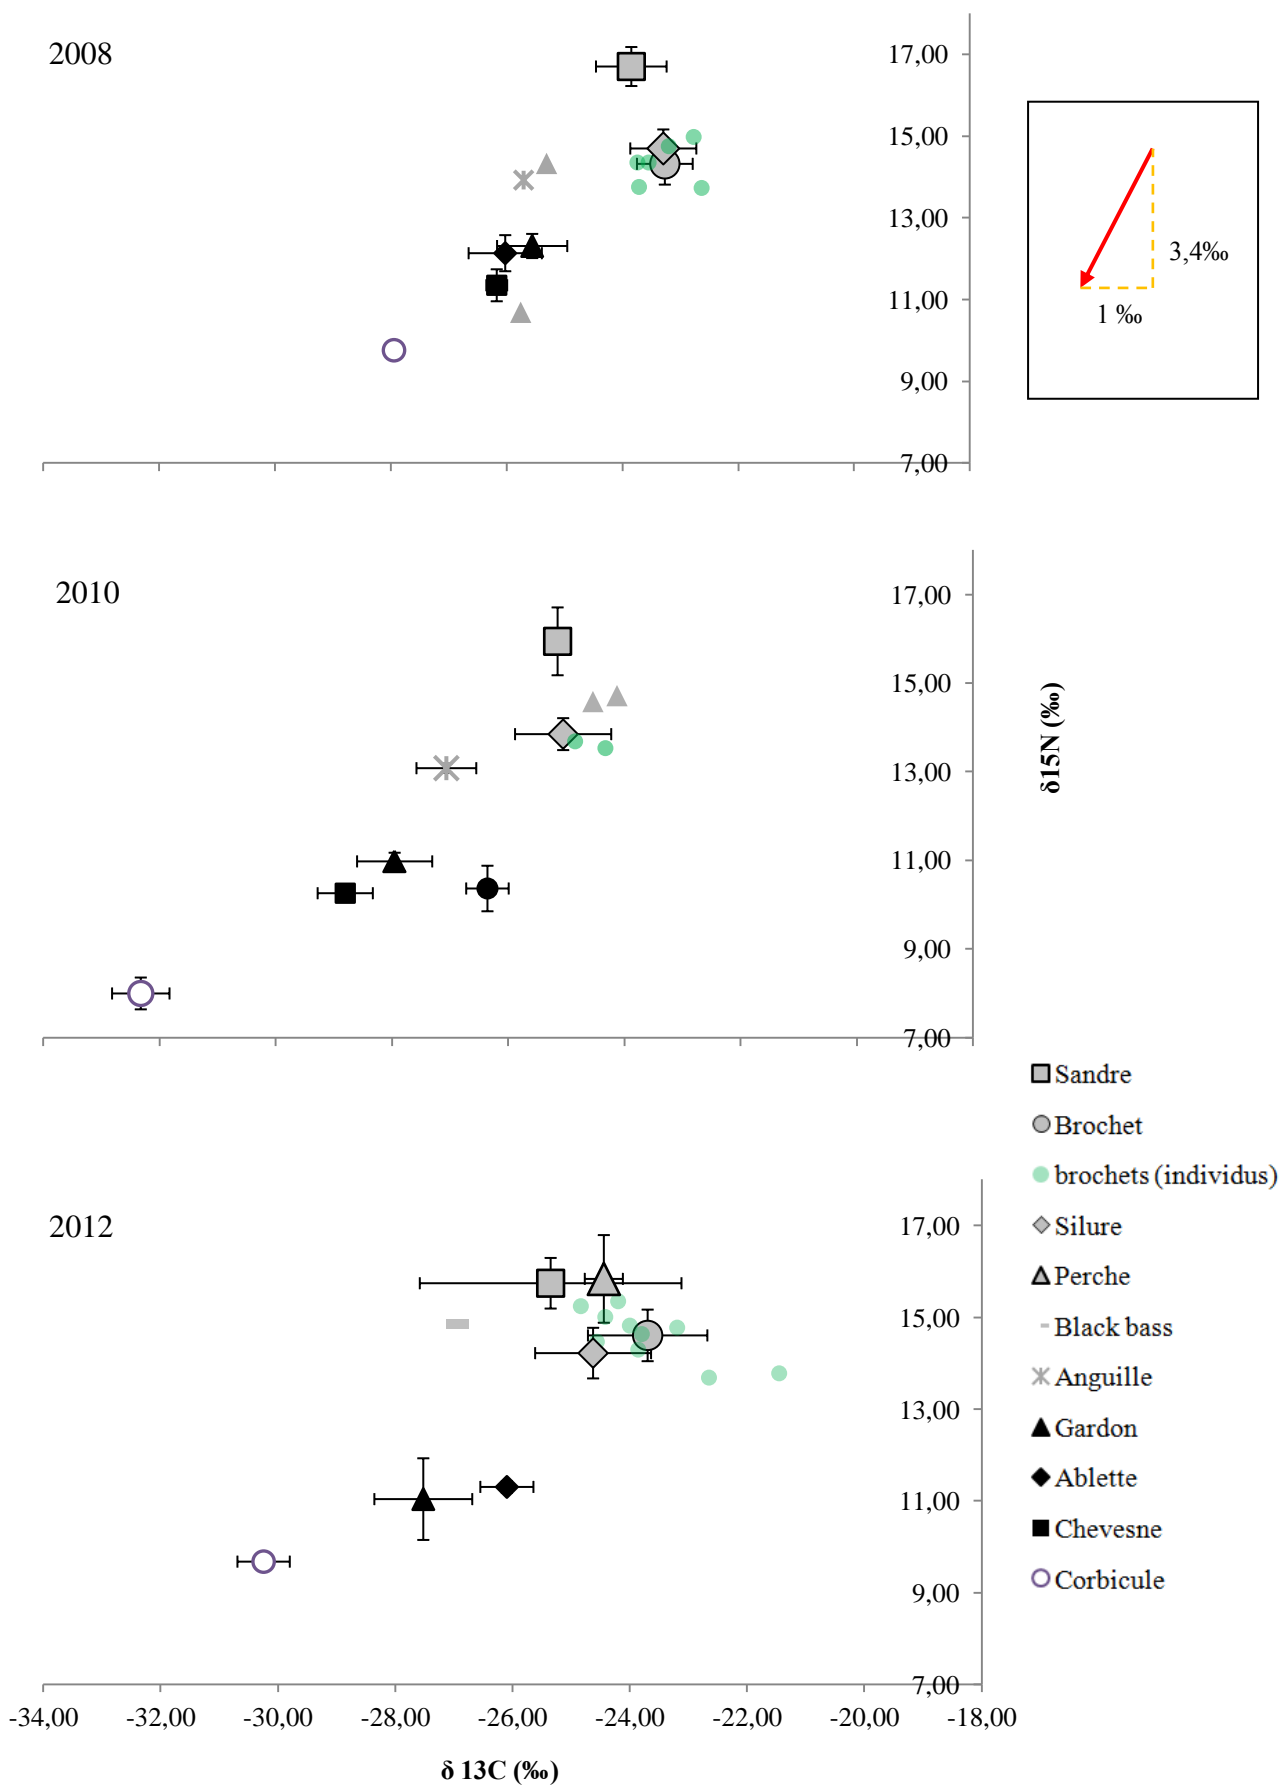 2008
17,00
15,00
13,00
11,00
9,00
7,00
3,4‰
1 ‰
2010
17,00
15,00
13,00
11,00
9,00
7,00
δ15N (‰)
2012
17,00
15,00
13,00
11,00
9,00
7,00
Sandre
Brochet
brochets (individus)
Silure
Perche
Black bass
Anguille
Gardon
Ablette
Chevesne
Corbicule
-34,00 -32,00 -30,00 -28,00 -26,00 -24,00 -22,00 -20,00 -18,00
δ 13C (‰)